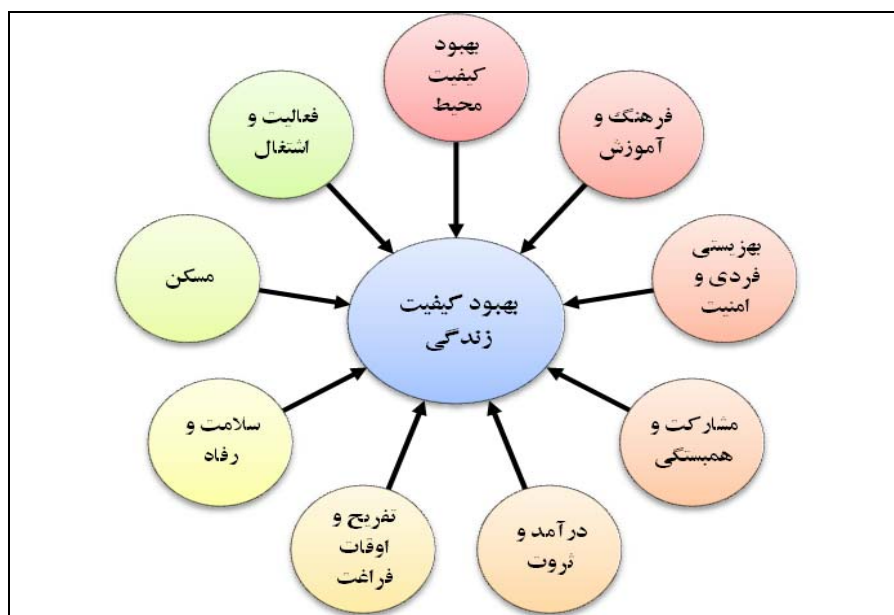 بهبود
کیفیت
محیط
فرهنگ و
آموزش
بهزیستی
فردی و
امنیت
مشارکت و
همبستگی
درآمد و
ثروت
تفریح و
اوقات
فراغت
سلامت و
رفاه
مسکن
فعالیت و
اشتغال
بهبود کیفیت
زندگی